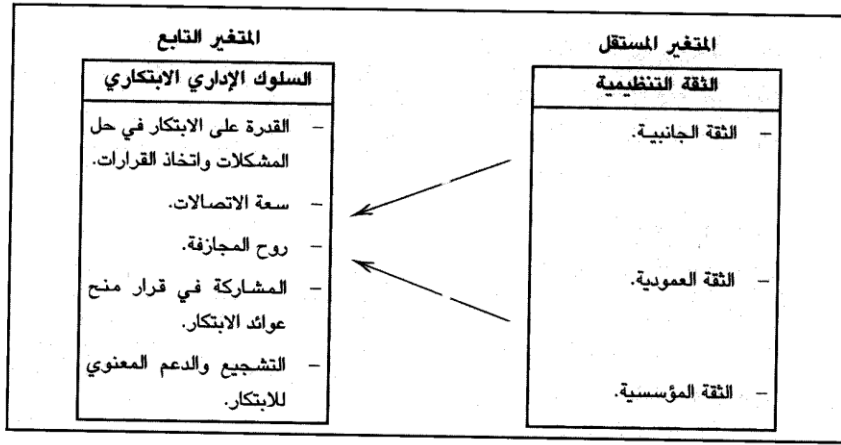 المتغير المستقل
الثقة التنظيمية
– الثقة الجانبية.
– الثقة العمودية.
– الثقة المؤسسية.
المتغير التابع
السلوك الإداري الابتكاري
– القدرة على الابتكار في حل
المشكلات واتخاذ القرارات.
– سعة الاتصالات.
– روح المجازفة.
– المشاركة في قرار منح
عوائد الابتكار.
– التشجيع والدعم المعنوي
للابتكار.